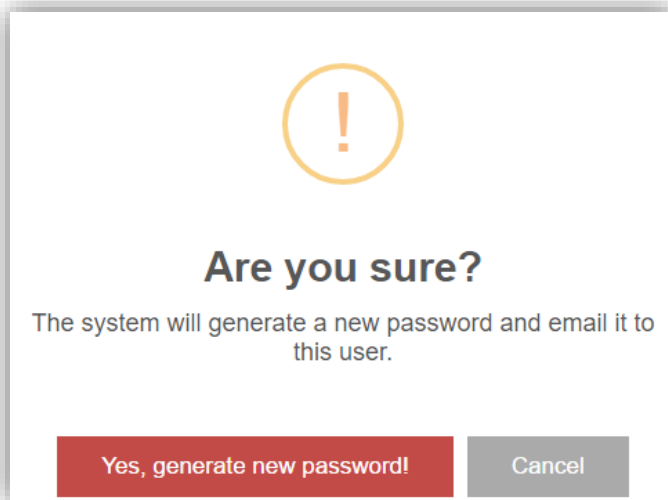 !
Are you sure?
The system will generate a new password and email it to
this user.
Yes, generate new password!
Cancel